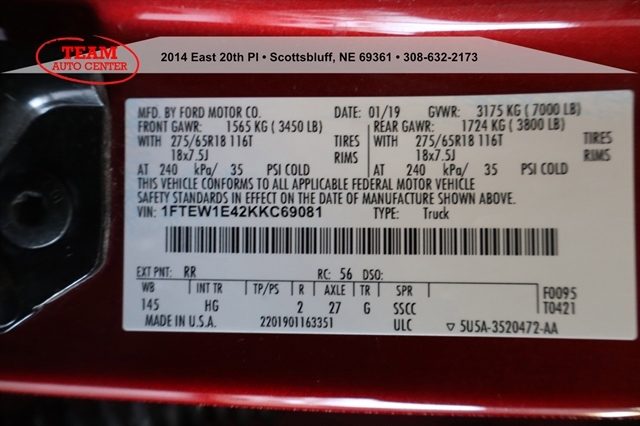 TEAM
AUTO CENTER
2014 East 20th Pl • Scottsbluff, NE 69361 • 308-632-2173
MFD. BY FORD MOTOR CO. DATE: 01/19 GVWR: 3175 KG (7000 LB)
FRONT GAWR: 1565 KG (3450 LB) REAR GAWR: 1724 KG (3800 LB)
WITH 275/65R18 116T TIRES WITH 275/65R18 116T TIRES
18x7.5J RIMS 18x7.5J RIMS
AT 240 kPa/ 35 PSI COLD AT 240 kPa/ 35 PSI COLD
THIS VEHICLE CONFORMS TO ALL APPLICABLE FEDERAL MOTOR VEHICLE
SAFETY STANDARDS IN EFFECT ON THE DATE OF MANUFACTURE SHOWN ABOVE.
VIN: 1FTEW1E42KKC69081 TYPE: Truck
EXT PNT: RR RC: 56 DSO:
WB INT TR TP/PS R AXLE TR SPR F0095
145 HG 2 27 G SSCC T0421
MADE IN U.S.A. 2201901163351 ULC ▽ 5U5A-3520472-AA